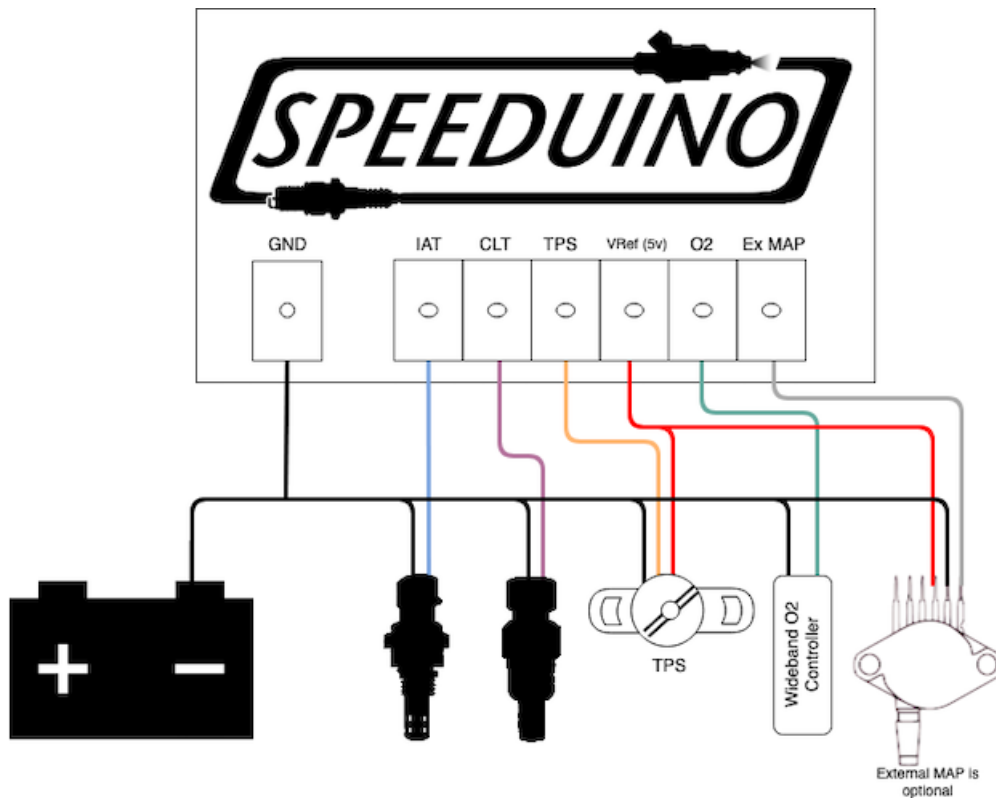 SPEEDUINO
GND IAT CLT TPS VRef (5v) O2 Ex MAP
+ −
TPS
Wideband O2
Controller
External MAP is
optional